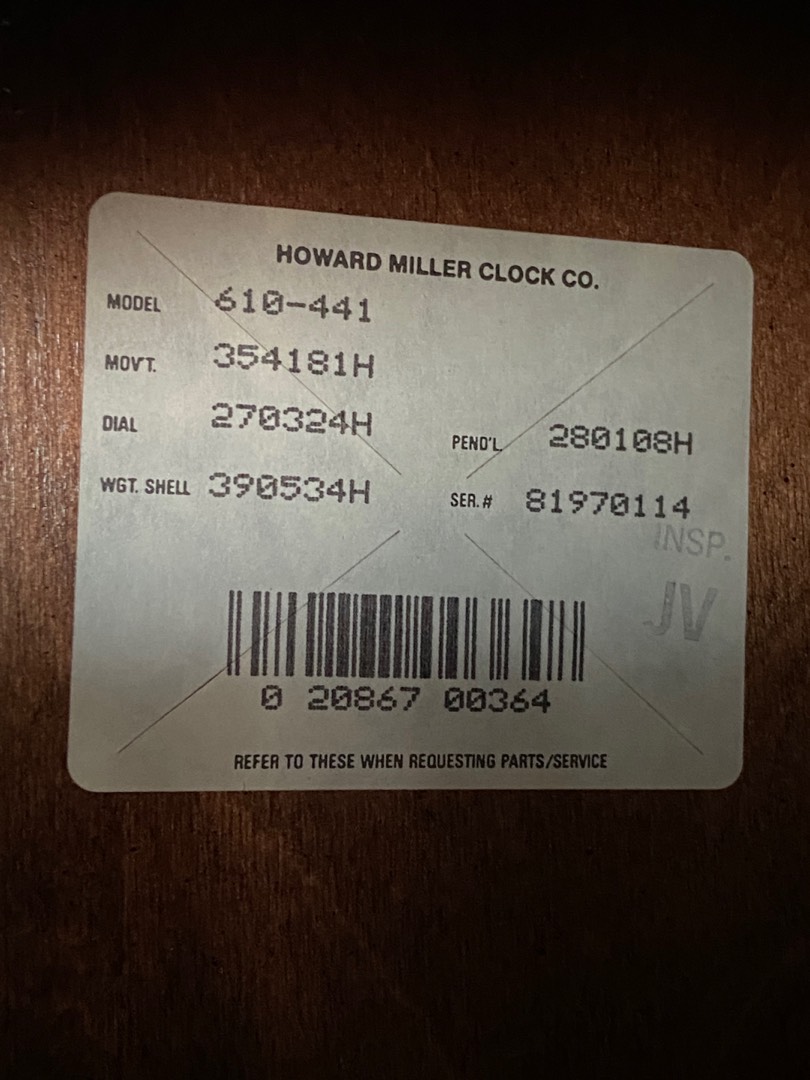 HOWARD MILLER CLOCK CO.
MODEL 610-441
MOV'T. 354181H
DIAL 270324H PEND'L. 280108H
WGT. SHELL 390534H SER.# 81970114
INSP.
JV
0 20867 00364
REFER TO THESE WHEN REQUESTING PARTS/SERVICE